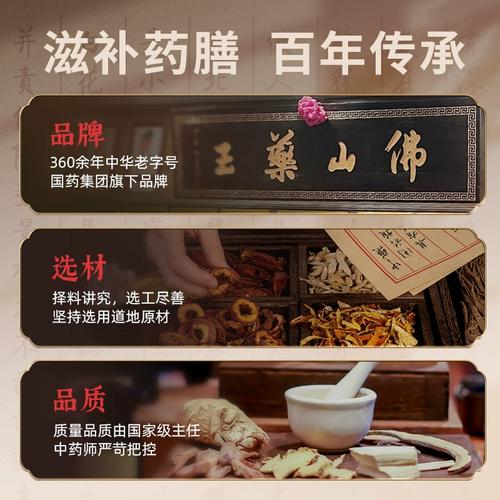 滋补药膳 百年传承
品牌
360余年中华老字号
国药集团旗下品牌
王藥山佛
选材
择料讲究，选工尽善
坚持选用道地原材
品质
质量品质由国家级主任
中药师严苛把控